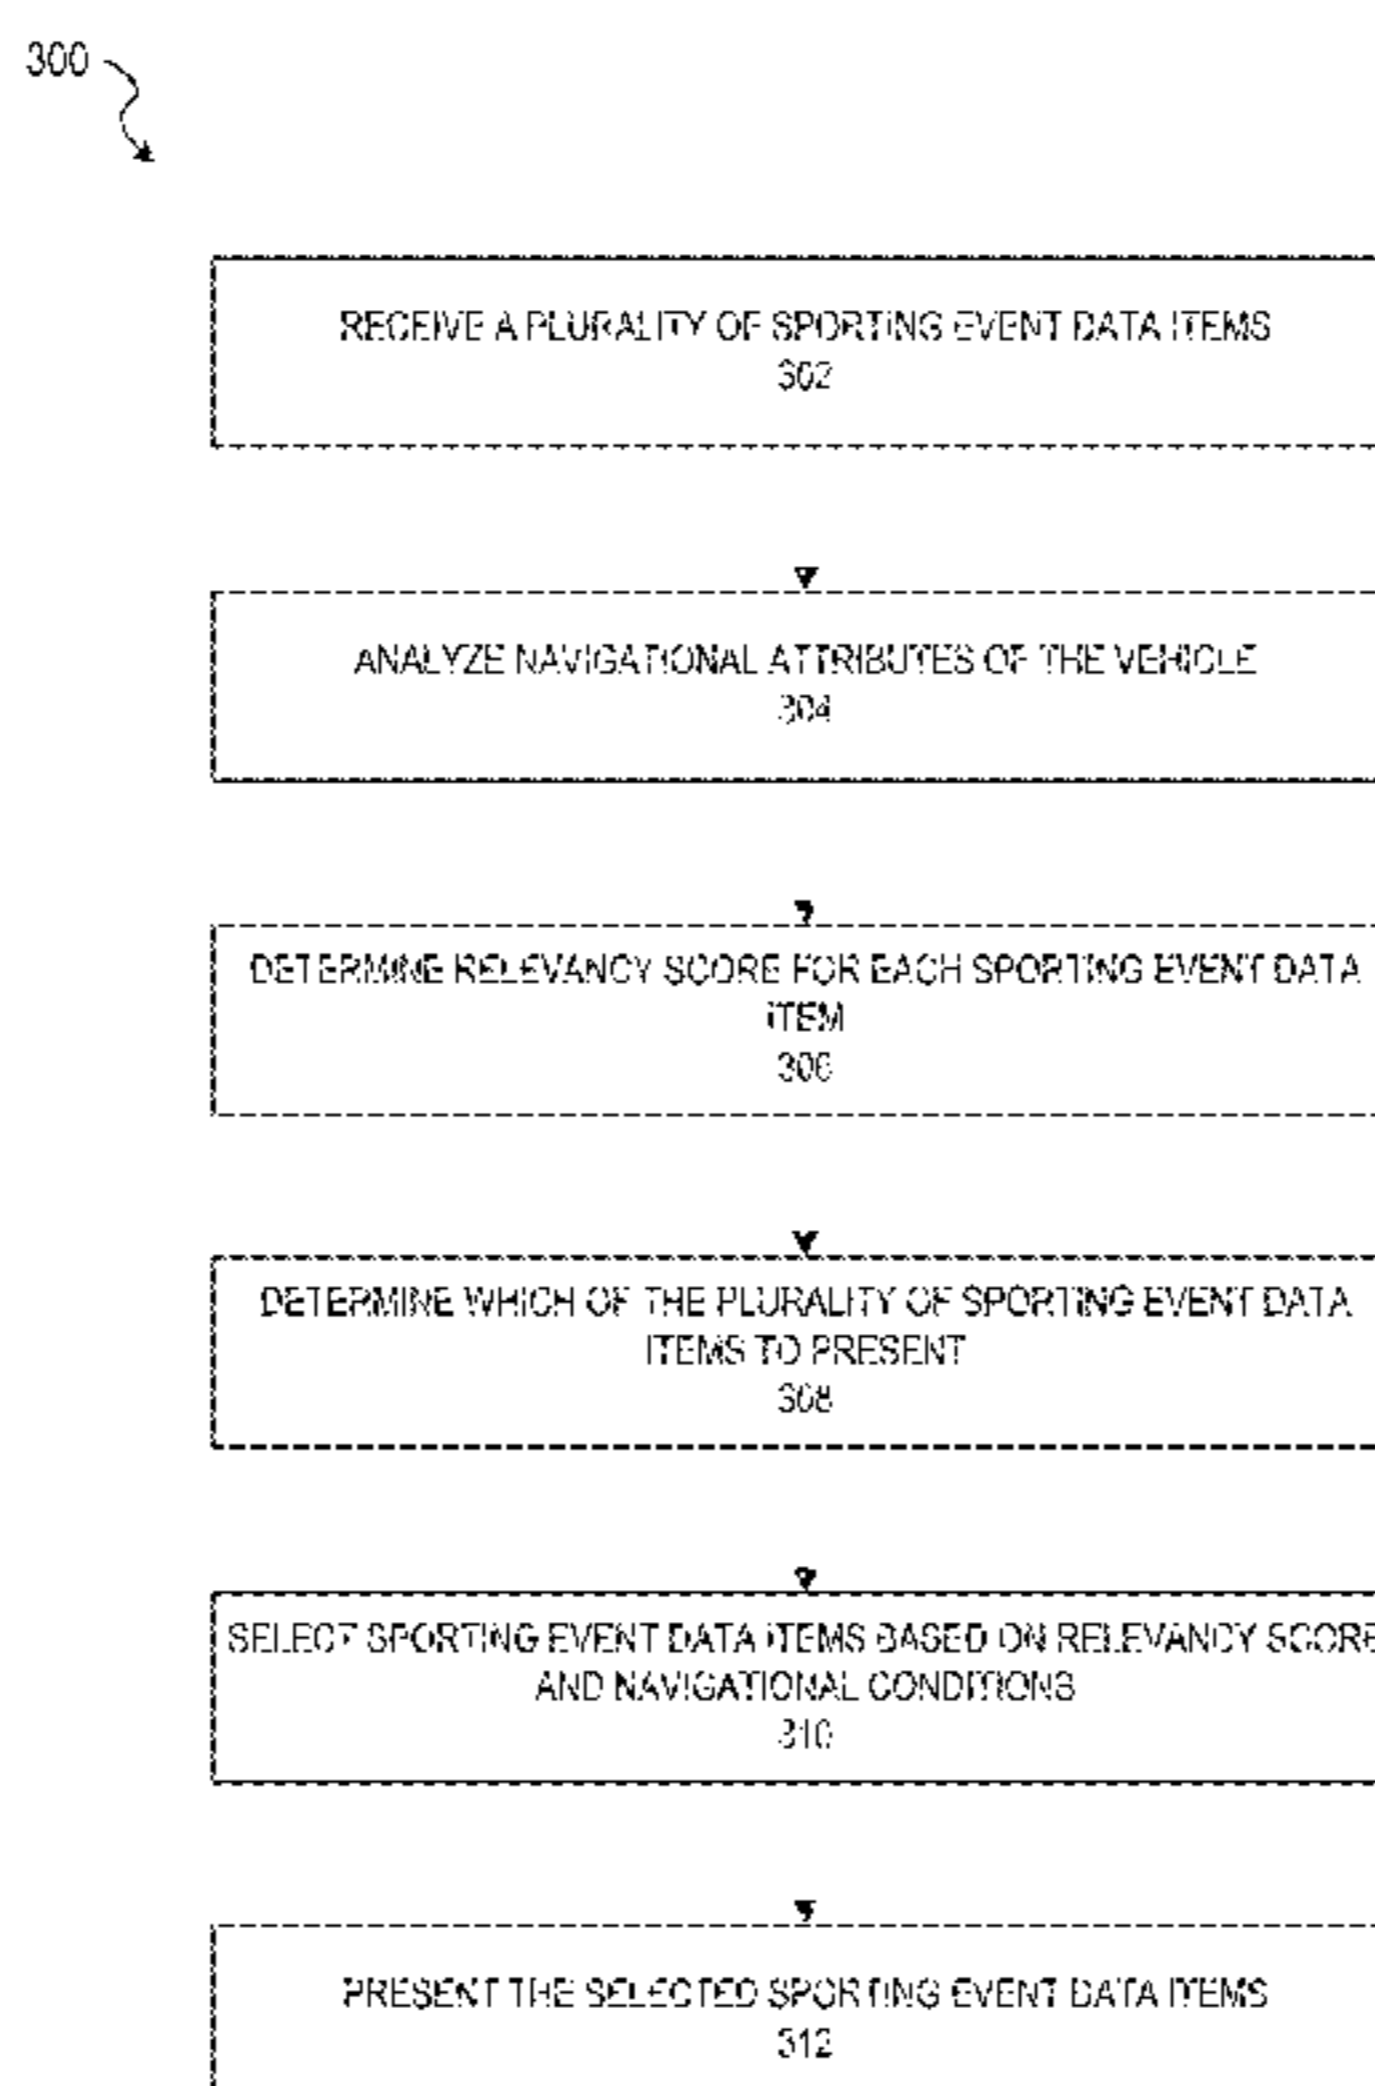 300
RECEIVE A PLURALITY OF SPORTING EVENT DATA ITEMS
302
ANALYZE NAVIGATIONAL ATTRIBUTES OF THE VEHICLE
304
DETERMINE RELEVANCY SCORE FOR EACH SPORTING EVENT DATA
ITEM
306
DETERMINE WHICH OF THE PLURALITY OF SPORTING EVENT DATA
ITEMS TO PRESENT
308
SELECT SPORTING EVENT DATA ITEMS BASED ON RELEVANCY SCORE
AND NAVIGATIONAL CONDITIONS
310
PRESENT THE SELECTED SPORTING EVENT DATA ITEMS
312